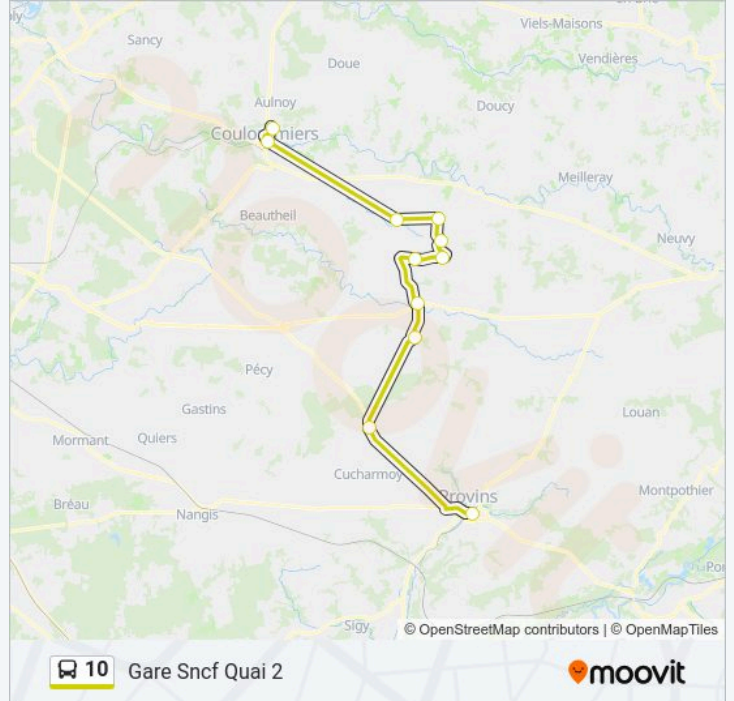 Viels-Maisons
Sancy
Doue
Vendières
Aulnoy
Doucy
Meilleray
Beautheil
Neuvy
Pécy
Gastins
Louan
Mormant
Quiers
Cucharmoy
Provins
Montpothier
Bréau
Nangis
Sigy
© OpenStreetMap contributors | © OpenMapTiles
10 Gare Sncf Quai 2
moovit